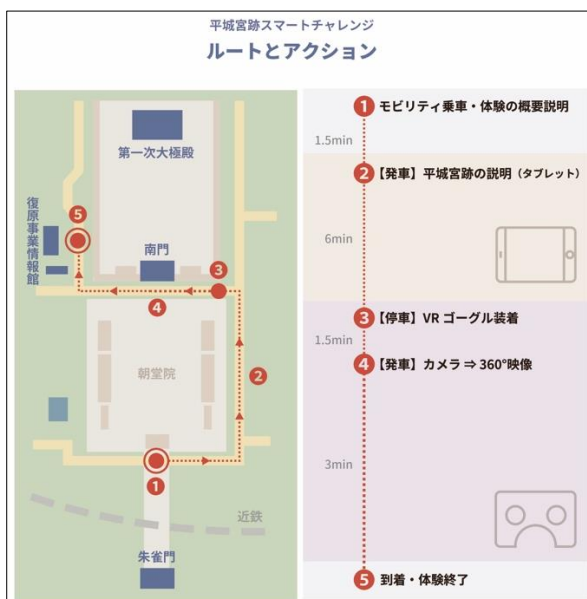 平城宮跡スマートチャレンジ
ルートとアクション
第一次大極殿
復原事業情報館
5
南門
3
4
朝堂院
2
1
近鉄
朱雀門
1 モビリティ乗車・体験の概要説明
1.5min
2 【発車】平城宮跡の説明（タブレット）
6min
3 【停車】VRゴーグル装着
1.5min
4 【発車】カメラ⇒360°映像
3min
5 到着・体験終了